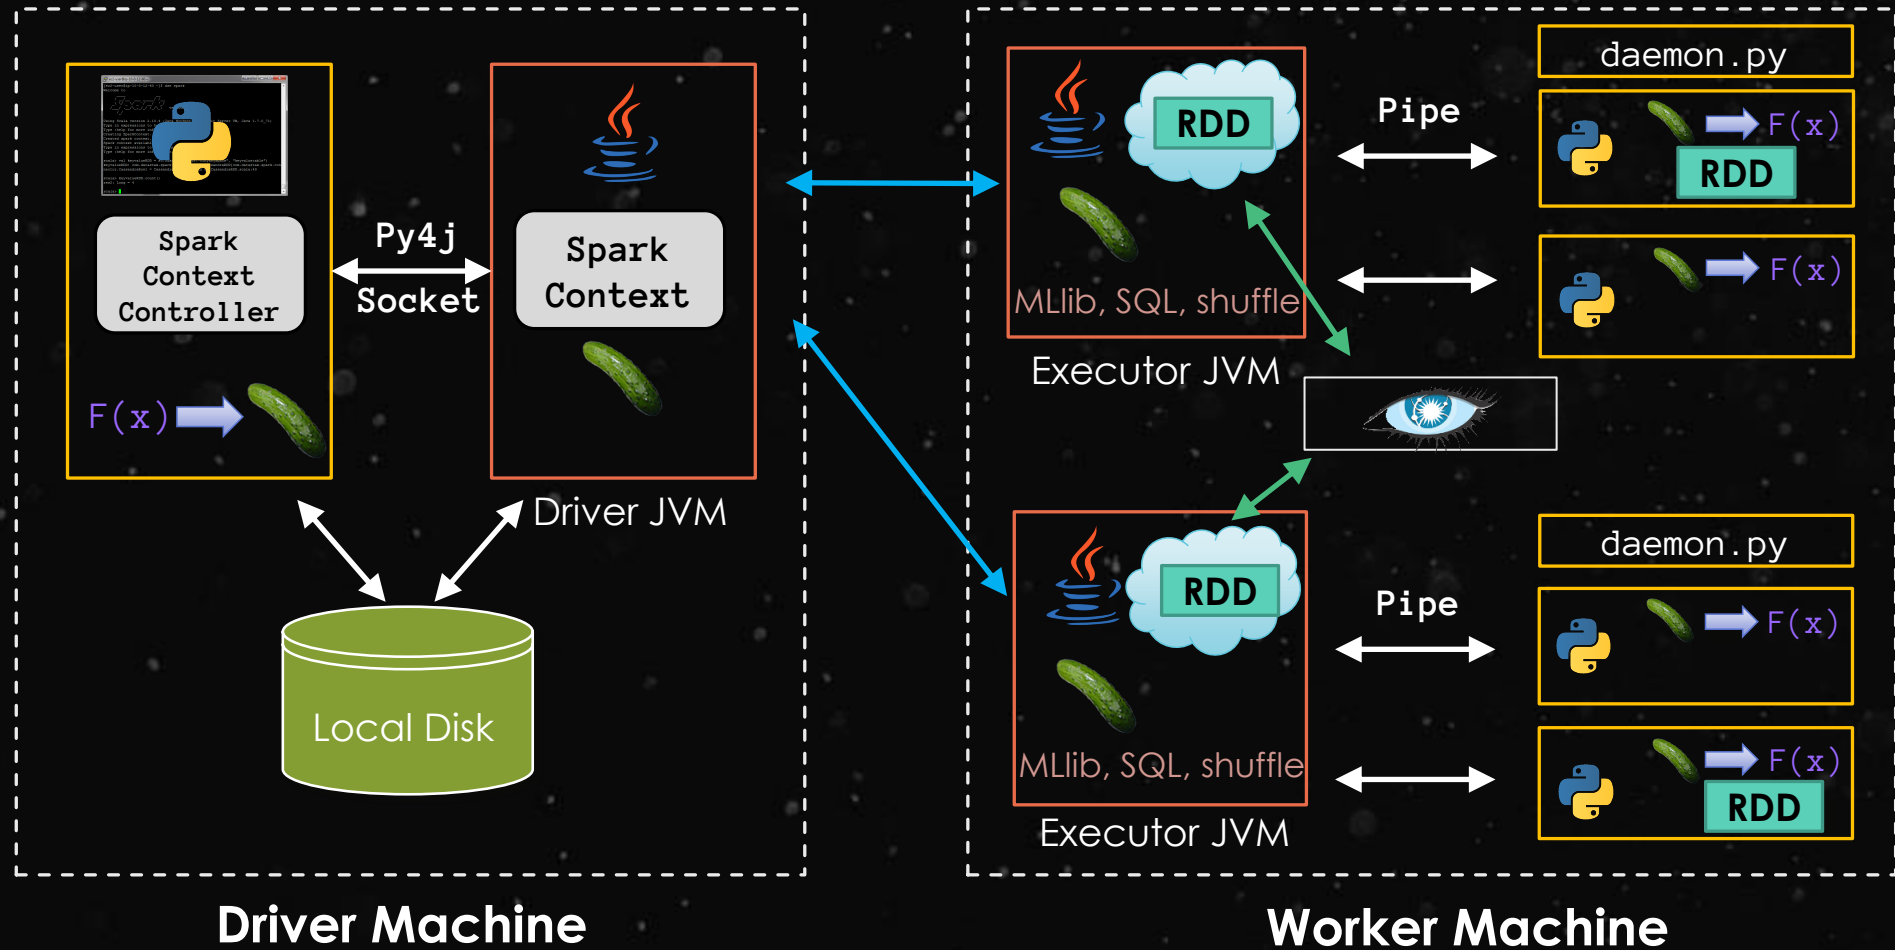 Spark
Context
Controller
F(x)
Py4j
Socket
Spark
Context
Driver JVM
Local Disk
Driver Machine
RDD
MLlib, SQL, shuffle
Executor JVM
Pipe
daemon.py
F(x)
RDD
F(x)
RDD
MLlib, SQL, shuffle
Executor JVM
Pipe
daemon.py
F(x)
F(x)
RDD
Worker Machine